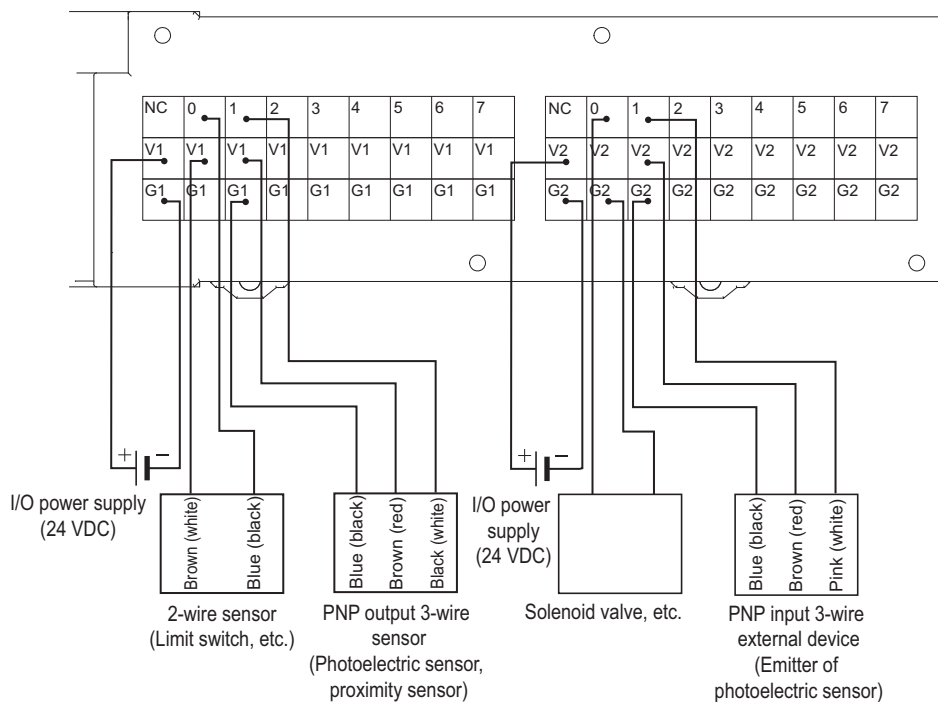 NC 0 1 2 3 4 5 6 7
V1 V1 V1 V1 V1 V1 V1 V1 V1
G1 G1 G1 G1 G1 G1 G1 G1 G1
NC 0 1 2 3 4 5 6 7
V2 V2 V2 V2 V2 V2 V2 V2 V2
G2 G2 G2 G2 G2 G2 G2 G2 G2
+ −
I/O power supply
(24 VDC)
Brown (white)
Blue (black)
2-wire sensor
(Limit switch, etc.)
Blue (black)
Brown (red)
Black (white)
PNP output 3-wire
sensor
(Photoelectric sensor,
proximity sensor)
+ −
I/O power
supply
(24 VDC)
Solenoid valve, etc.
Blue (black)
Brown (red)
Pink (white)
PNP input 3-wire
external device
(Emitter of
photoelectric sensor)